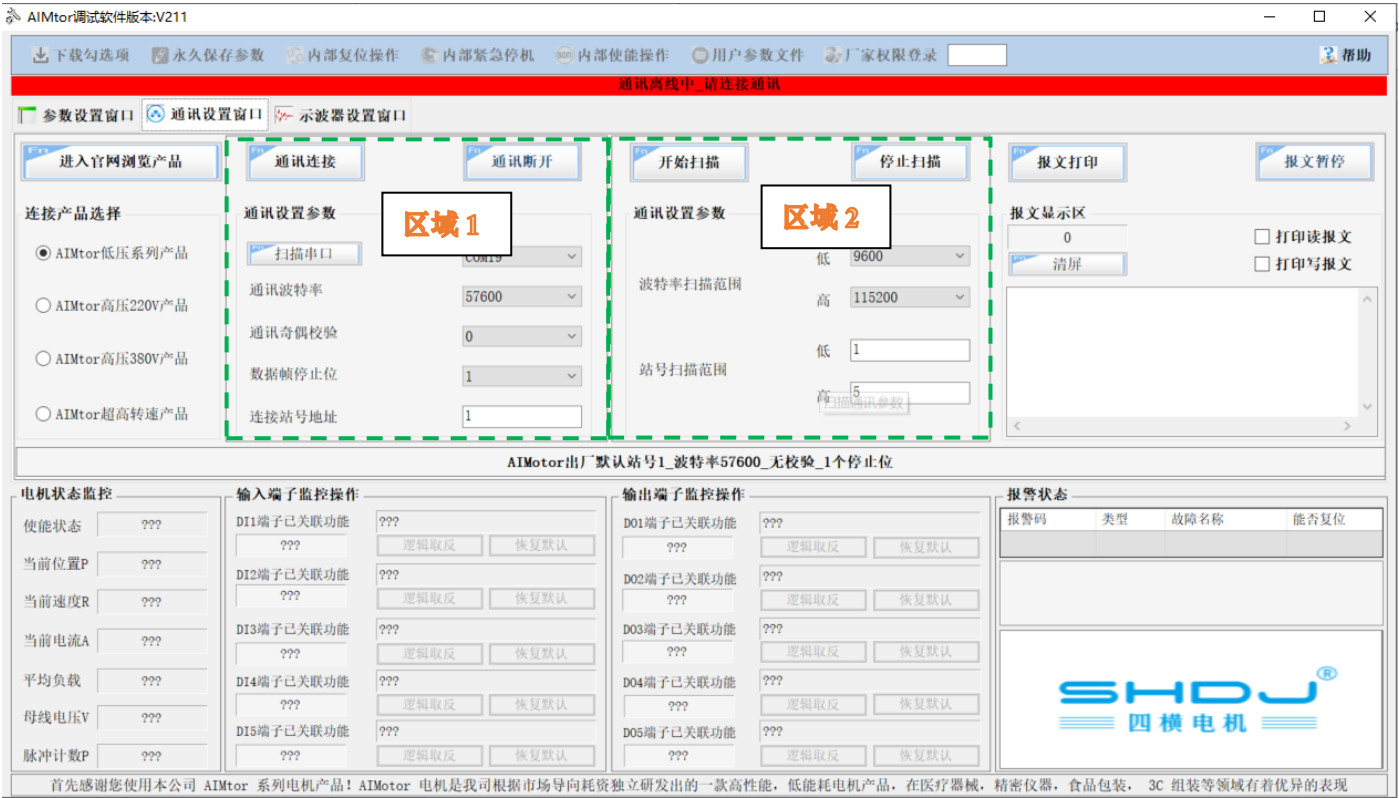 AIMtor调试软件版本:V211
下载勾选项 永久保存参数 内部复位操作 内部紧急停机 内部使能操作 用户参数文件 厂家权限登录 帮助
通讯离线中_请连接通讯
参数设置窗口 通讯设置窗口 示波器设置窗口
进入官网浏览产品 通讯连接 通讯断开 开始扫描 停止扫描 报文打印 报文暂停
连接产品选择 通讯设置参数 区域1 通讯设置参数 区域2 报文显示区
0 打印读报文
AIMtor低压系列产品 扫描串口 COM19 低 9600 清屏 打印写报文
波特率扫描范围
AIMtor高压220V产品 通讯波特率 57600 高 115200
通讯奇偶校验 0
AIMtor高压380V产品 低 1
数据帧停止位 1 站号扫描范围
AIMtor超高转速产品 连接站号地址 1 高 5
扫描通讯参数
AIMotor出厂默认站号1_波特率57600_无校验_1个停止位
电机状态监控 输入端子监控操作 输出端子监控操作 报警状态
使能状态 ??? DI1端子已关联功能 ??? DO1端子已关联功能 ??? 报警码 类型 故障名称 能否复位
??? 逻辑取反 恢复默认 ??? 逻辑取反 恢复默认
当前位置P ??? DI2端子已关联功能 ??? DO2端子已关联功能 ???
当前速度R ??? ??? 逻辑取反 恢复默认 ??? 逻辑取反 恢复默认
当前电流A ??? DI3端子已关联功能 ??? DO3端子已关联功能 ???
??? 逻辑取反 恢复默认 ??? 逻辑取反 恢复默认
平均负载 ??? DI4端子已关联功能 ??? DO4端子已关联功能 ???
??? 逻辑取反 恢复默认 ??? 逻辑取反 恢复默认
母线电压V ??? DI5端子已关联功能 ??? DO5端子已关联功能 ???
脉冲计数P ??? ??? 逻辑取反 恢复默认 ??? 逻辑取反 恢复默认
SHDJ®
四横电机
首先感谢您使用本公司 AIMtor 系列电机产品! AIMotor 电机是我司根据市场导向耗资独立研发出的一款高性能，低能耗电机产品，在医疗器械，精密仪器，食品包装， 3C 组装等领域有着优异的表现